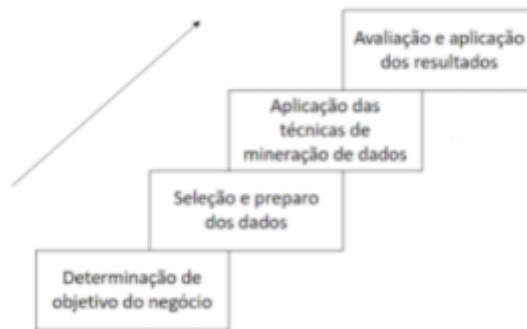 Avaliação e aplicação
dos resultados
Aplicação das
técnicas de
mineração de dados
Seleção e preparo
dos dados
Determinação de
objetivo do negócio